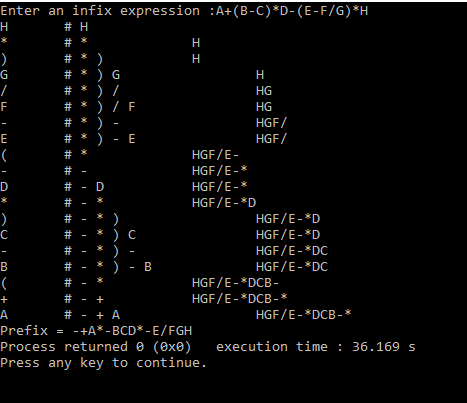 Enter an infix expression :A+(B-C)*D-(E-F/G)*H
H # H
* # * H
) # * ) H
G # * ) G H
/ # * ) / HG
F # * ) / F HG
- # * ) - HGF/
E # * ) - E HGF/
( # * HGF/E-
- # - HGF/E-*
D # - D HGF/E-*
* # - * HGF/E-*D
) # - * ) HGF/E-*D
C # - * ) C HGF/E-*D
- # - * ) - HGF/E-*DC
B # - * ) - B HGF/E-*DC
( # - * HGF/E-*DCB-
+ # - + HGF/E-*DCB-*
A # - + A HGF/E-*DCB-*
Prefix = -+A*-BCD*-E/FGH
Process returned 0 (0x0) execution time : 36.169 s
Press any key to continue.